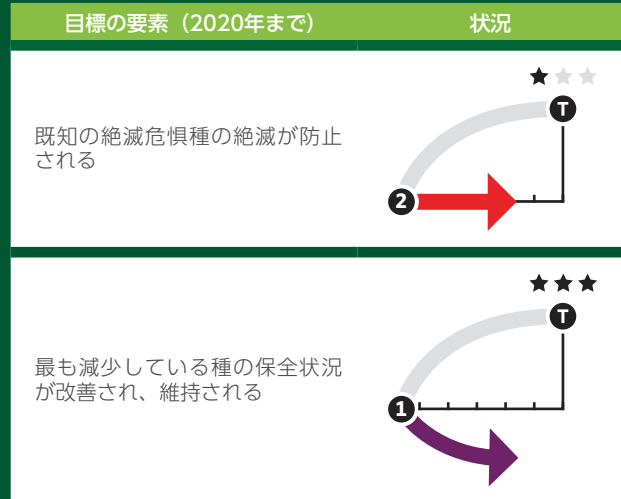 目標の要素（2020年まで）
状況
既知の絶滅危惧種の絶滅が防止
される
T
2
最も減少している種の保全状況
が改善され、維持される
T
1